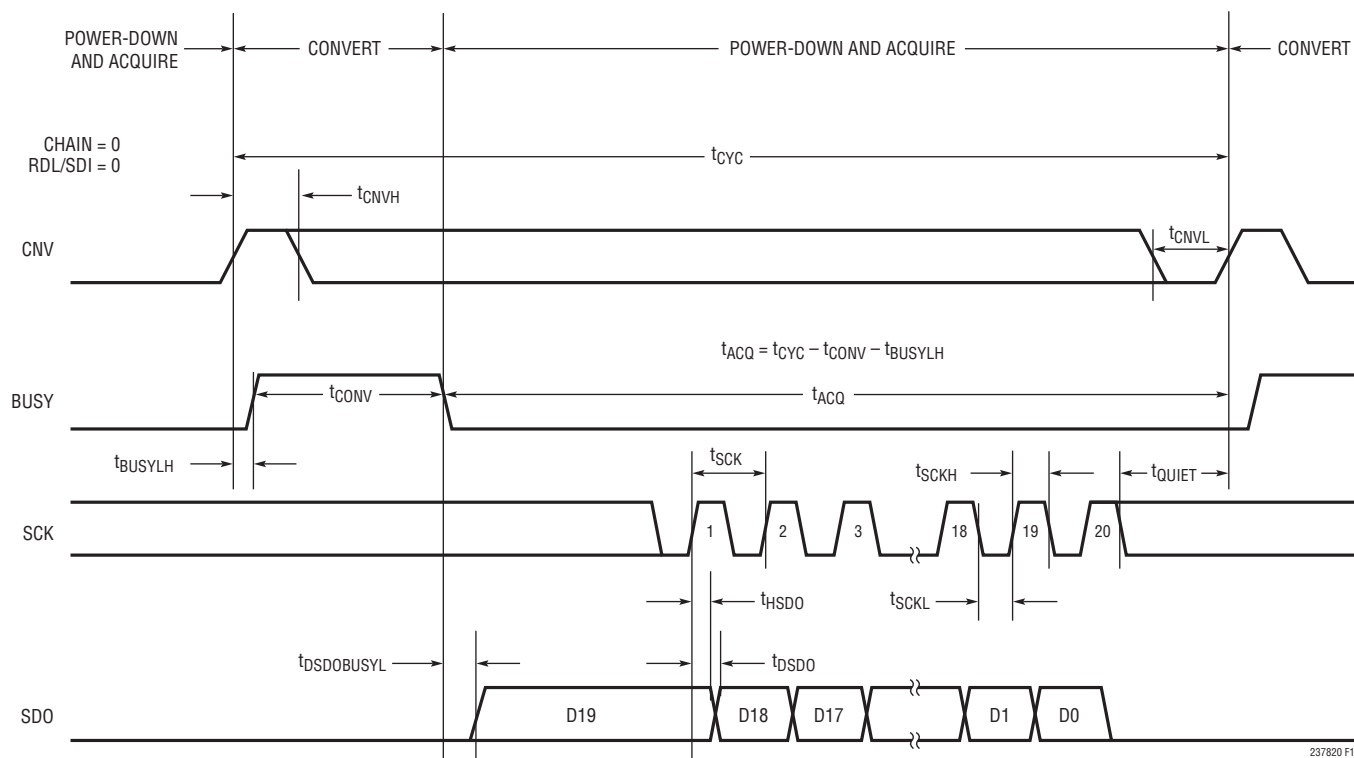 POWER-DOWN
AND ACQUIRE
CONVERT
POWER-DOWN AND ACQUIRE
CONVERT
CHAIN = 0
RDL/SDI = 0
tCYC
tCNVH
tCNVL
CNV
tACQ = tCYC – tCONV – tBUSYLH
BUSY
tCONV
tACQ
tBUSYLH
tSCK
tSCKH
tQUIET
SCK
1
2
3
18
19
20
tHSDO
tSCKL
tDSDOBUSYL
tDSDO
SDO
D19
D18
D17
D1
D0
237820 F1